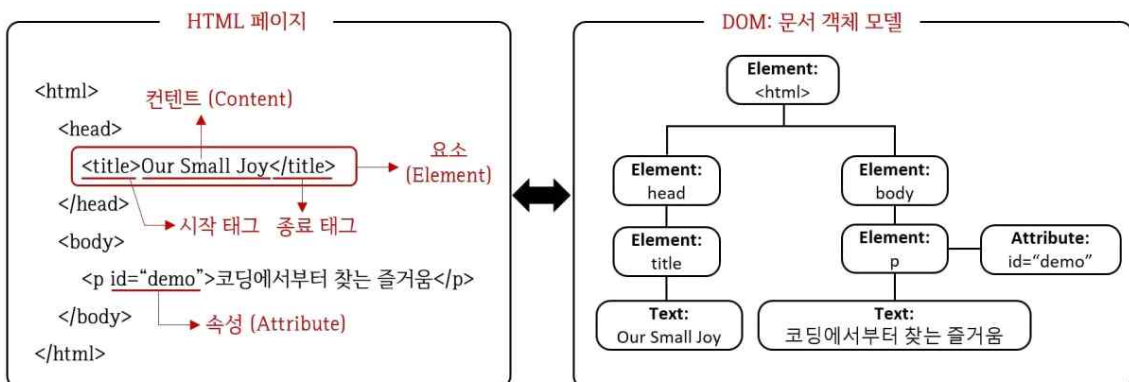 HTML 페이지
<html>
컨텐트 (Content)
<head>
<title>Our Small Joy</title>
요소
(Element)
</head>
시작 태그 종료 태그
<body>
<p id=“demo”>코딩에서부터 찾는 즐거움</p>
</body>
속성 (Attribute)
</html>
DOM: 문서 객체 모델
Element:
<html>
Element:
head
Element:
body
Element:
title
Element:
p
Attribute:
id=“demo”
Text:
Our Small Joy
Text:
코딩에서부터 찾는 즐거움